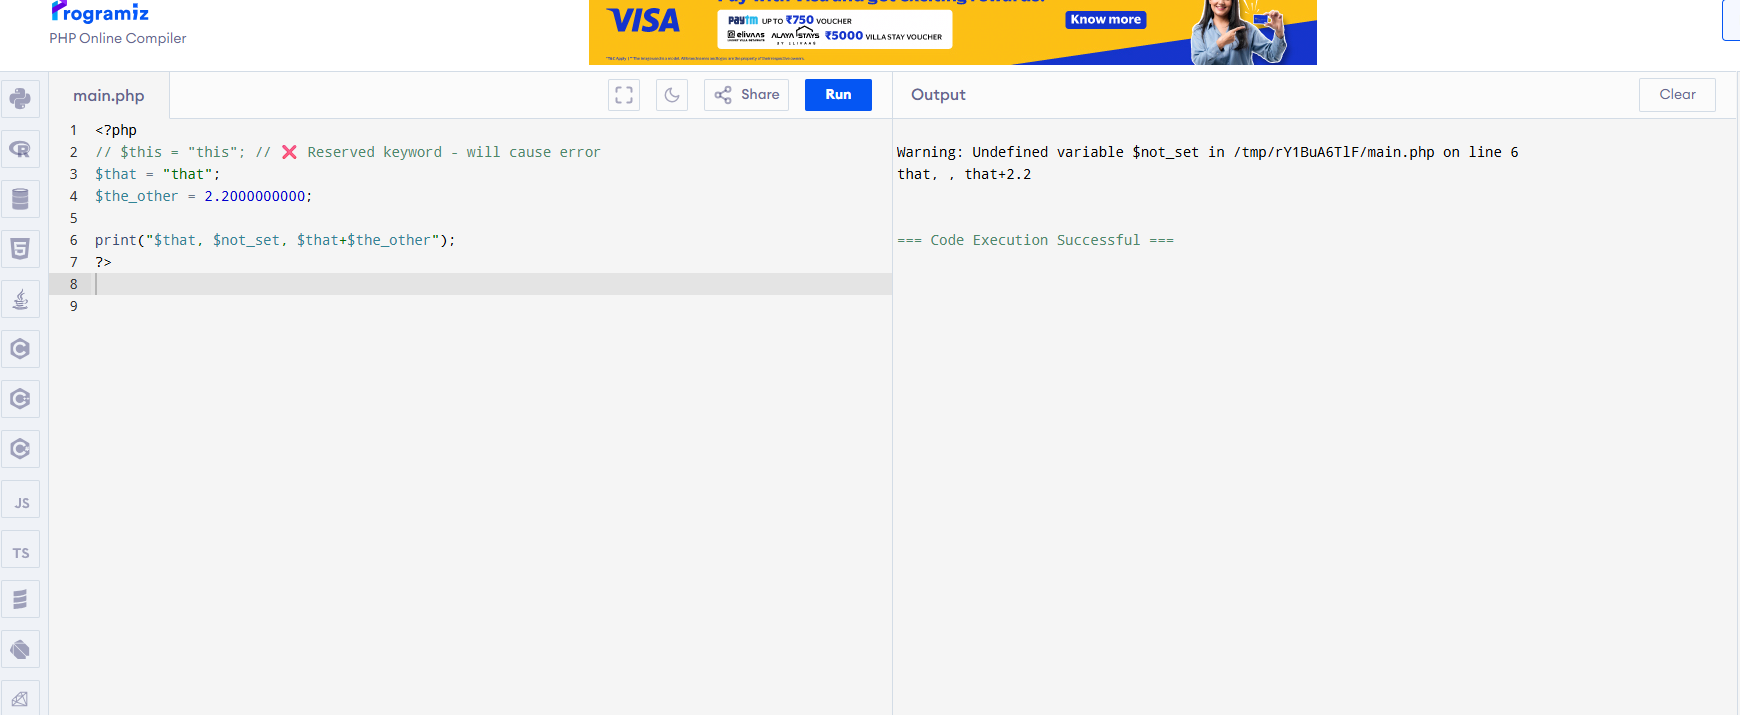 Programiz
PHP Online Compiler
VISA
Paytm UP TO ₹750 VOUCHER
elivaas ALAYA STAYS ₹5000 VILLA STAY VOUCHER
BY ELIVAAS
Know more
main.php
Share
Run
Output
Clear
1 <?php
2 // $this = "this"; // ❌ Reserved keyword - will cause error
3 $that = "that";
4 $the_other = 2.2000000000;
5
6 print("$that, $not_set, $that+$the_other");
7 ?>
8
9
Warning: Undefined variable $not_set in /tmp/rY1BuA6TlF/main.php on line 6
that, , that+2.2
=== Code Execution Successful ===
JS
TS